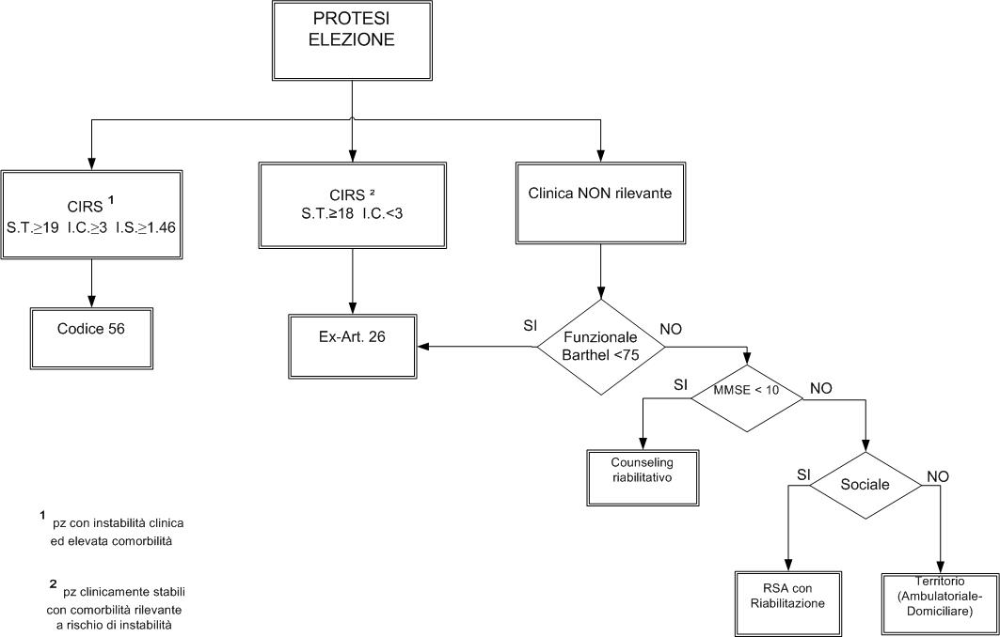 PROTESI
ELEZIONE
CIRS 1
S.T.≥19 I.C.≥3 I.S.≥1.46
CIRS ²
S.T.≥18 I.C.<3
Clinica NON rilevante
Codice 56
Ex-Art. 26
SI
Funzionale
Barthel <75
NO
SI
MMSE < 10
NO
Counseling
riabilitativo
SI
Sociale
NO
RSA con
Riabilitazione
Territorio
(Ambulatoriale-
Domiciliare)
1 pz con instabilità clinica
ed elevata comorbilità
2 pz clinicamente stabili
con comorbilità rilevante
a rischio di instabilità